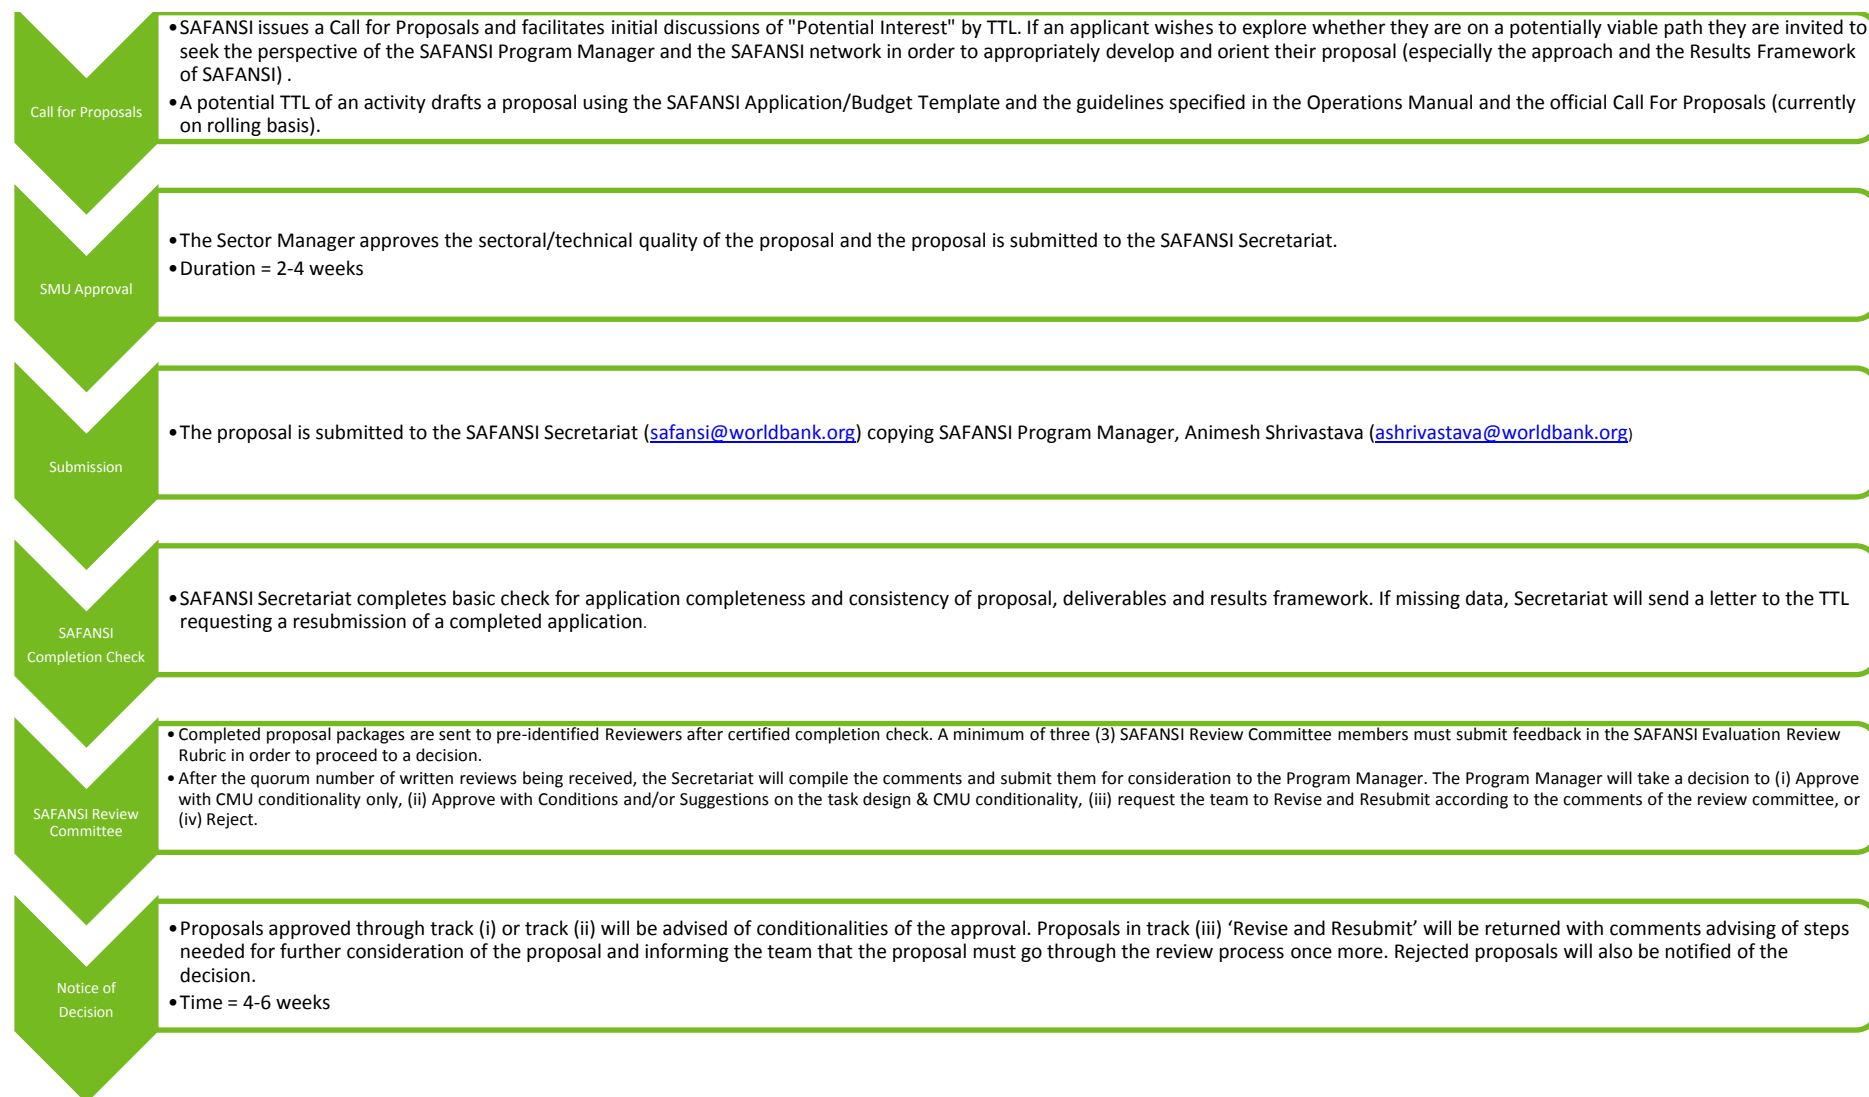 •SAFANSI issues a Call for Proposals and facilitates initial discussions of "Potential Interest" by TTL. If an applicant wishes to explore whether they are on a potentially viable path they are invited to
seek the perspective of the SAFANSI Program Manager and the SAFANSI network in order to appropriately develop and orient their proposal (especially the approach and the Results Framework
of SAFANSI) .
•A potential TTL of an activity drafts a proposal using the SAFANSI Application/Budget Template and the guidelines specified in the Operations Manual and the official Call For Proposals (currently
on rolling basis).
Call for Proposals
•The Sector Manager approves the sectoral/technical quality of the proposal and the proposal is submitted to the SAFANSI Secretariat.
•Duration = 2-4 weeks
SMU Approval
•The proposal is submitted to the SAFANSI Secretariat (safansi@worldbank.org) copying SAFANSI Program Manager, Animesh Shrivastava (ashrivastava@worldbank.org)
Submission
•SAFANSI Secretariat completes basic check for application completeness and consistency of proposal, deliverables and results framework. If missing data, Secretariat will send a letter to the TTL
requesting a resubmission of a completed application.
SAFANSI
Completion Check
•Completed proposal packages are sent to pre-identified Reviewers after certified completion check. A minimum of three (3) SAFANSI Review Committee members must submit feedback in the SAFANSI Evaluation Review
Rubric in order to proceed to a decision.
•After the quorum number of written reviews being received, the Secretariat will compile the comments and submit them for consideration to the Program Manager. The Program Manager will take a decision to (i) Approve
with CMU conditionality only, (ii) Approve with Conditions and/or Suggestions on the task design & CMU conditionality, (iii) request the team to Revise and Resubmit according to the comments of the review committee, or
(iv) Reject.
SAFANSI Review
Committee
•Proposals approved through track (i) or track (ii) will be advised of conditionalities of the approval. Proposals in track (iii) ‘Revise and Resubmit’ will be returned with comments advising of steps
needed for further consideration of the proposal and informing the team that the proposal must go through the review process once more. Rejected proposals will also be notified of the
decision.
•Time = 4-6 weeks
Notice of
Decision